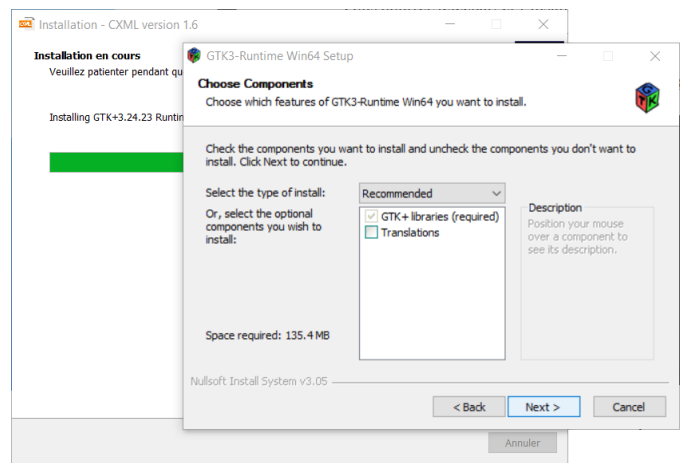 Installation - CXML version 1.6
Installation en cours
Veuillez patienter pendant qu
Installing GTK+3.24.23 Runtin
GTK3-Runtime Win64 Setup
Choose Components
Choose which features of GTK3-Runtime Win64 you want to install.
Check the components you want to install and uncheck the components you don't want to
install. Click Next to continue.
Select the type of install:
Recommended
Or, select the optional
components you wish to
install:
GTK+ libraries (required)
Translations
Description
Position your mouse
over a component to
see its description.
Space required: 135.4 MB
Nullsoft Install System v3.05
< Back
Next >
Cancel
Annuler